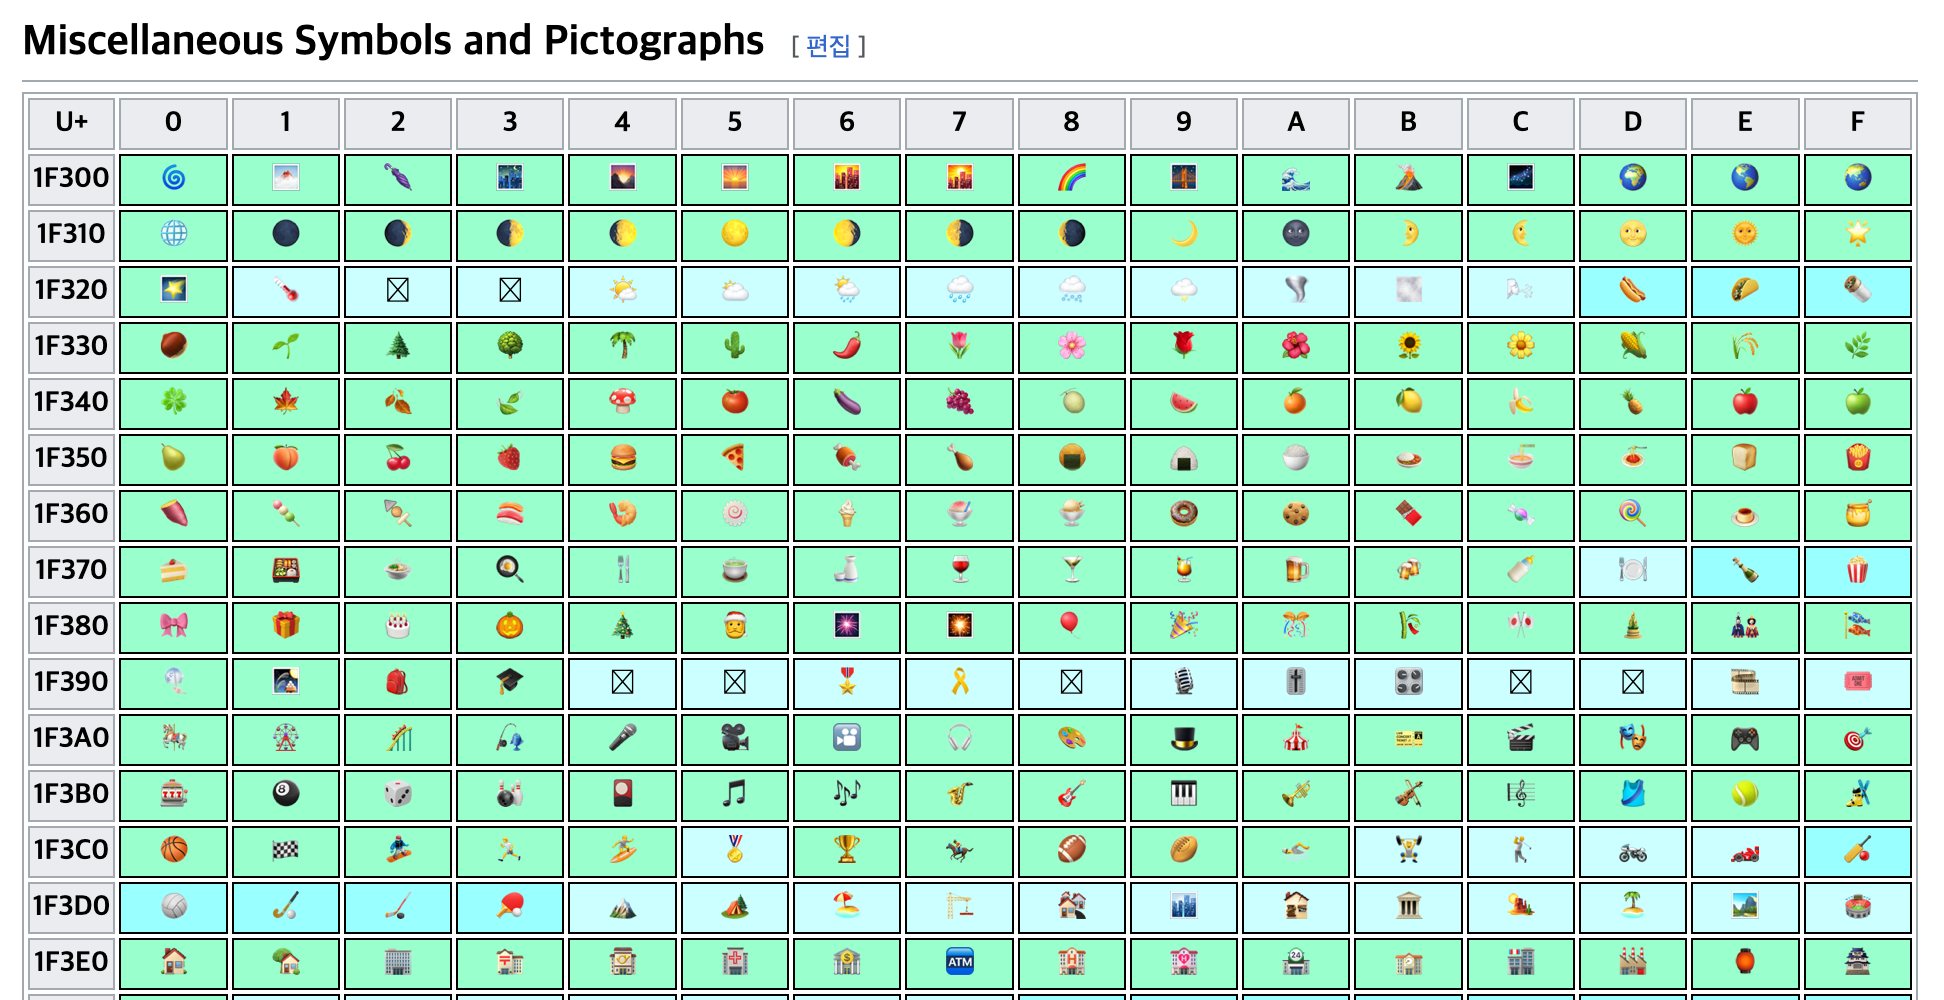 Miscellaneous Symbols and Pictographs [ 편집 ]
U+ 0 1 2 3 4 5 6 7 8 9 A B C D E F
1F300 🌀 🌁 🌂 🌃 🌄 🌅 🌆 🌇 🌈 🌉 🌊 🌋 🌌 🌍 🌎 🌏
1F310 🌐 🌑 🌒 🌓 🌔 🌕 🌖 🌗 🌘 🌙 🌚 🌛 🌜 🌝 🌞 🌟
1F320 🌠 🌡 🌢 🌣 🌤 🌥 🌦 🌧 🌨 🌩 🌪 🌫 🌬 🌭 🌮 🌯
1F330 🌰 🌱 🌲 🌳 🌴 🌵 🌶 🌷 🌸 🌹 🌺 🌻 🌼 🌽 🌾 🌿
1F340 🍀 🍁 🍂 🍃 🍄 🍅 🍆 🍇 🍈 🍉 🍊 🍋 🍌 🍍 🍎 🍏
1F350 🍐 🍑 🍒 🍓 🍔 🍕 🍖 🍗 🍘 🍙 🍚 🍛 🍜 🍝 🍞 🍟
1F360 🍠 🍡 🍢 🍣 🍤 🍥 🍦 🍧 🍨 🍩 🍪 🍫 🍬 🍭 🍮 🍯
1F370 🍰 🍱 🍲 🍳 🍴 🍵 🍶 🍷 🍸 🍹 🍺 🍻 🍼 🍽 🍾 🍿
1F380 🎀 🎁 🎂 🎃 🎄 🎅 🎆 🎇 🎈 🎉 🎊 🎋 🎌 🎍 🎎 🎏
1F390 🎐 🎑 🎒 🎓 🎔 🎕 🎖 🎗 🎘 🎙 🎚 🎛 🎜 🎝 🎞 🎟
1F3A0 🎠 🎡 🎢 🎣 🎤 🎥 🎦 🎧 🎨 🎩 🎪 🎫 🎬 🎭 🎮 🎯
1F3B0 🎰 🎱 🎲 🎳 🎴 🎵 🎶 🎷 🎸 🎹 🎺 🎻 🎼 🎽 🎾 🎿
1F3C0 🏀 🏁 🏂 🏃 🏄 🏅 🏆 🏇 🏈 🏉 🏊 🏋 🏌 🏍 🏎 🏏
1F3D0 🏐 🏑 🏒 🏓 🏔 🏕 🏖 🏗 🏘 🏙 🏚 🏛 🏜 🏝 🏞 🏟
1F3E0 🏠 🏡 🏢 🏣 🏤 🏥 🏦 🏧 🏨 🏩 🏪 🏫 🏬 🏭 🏮 🏯